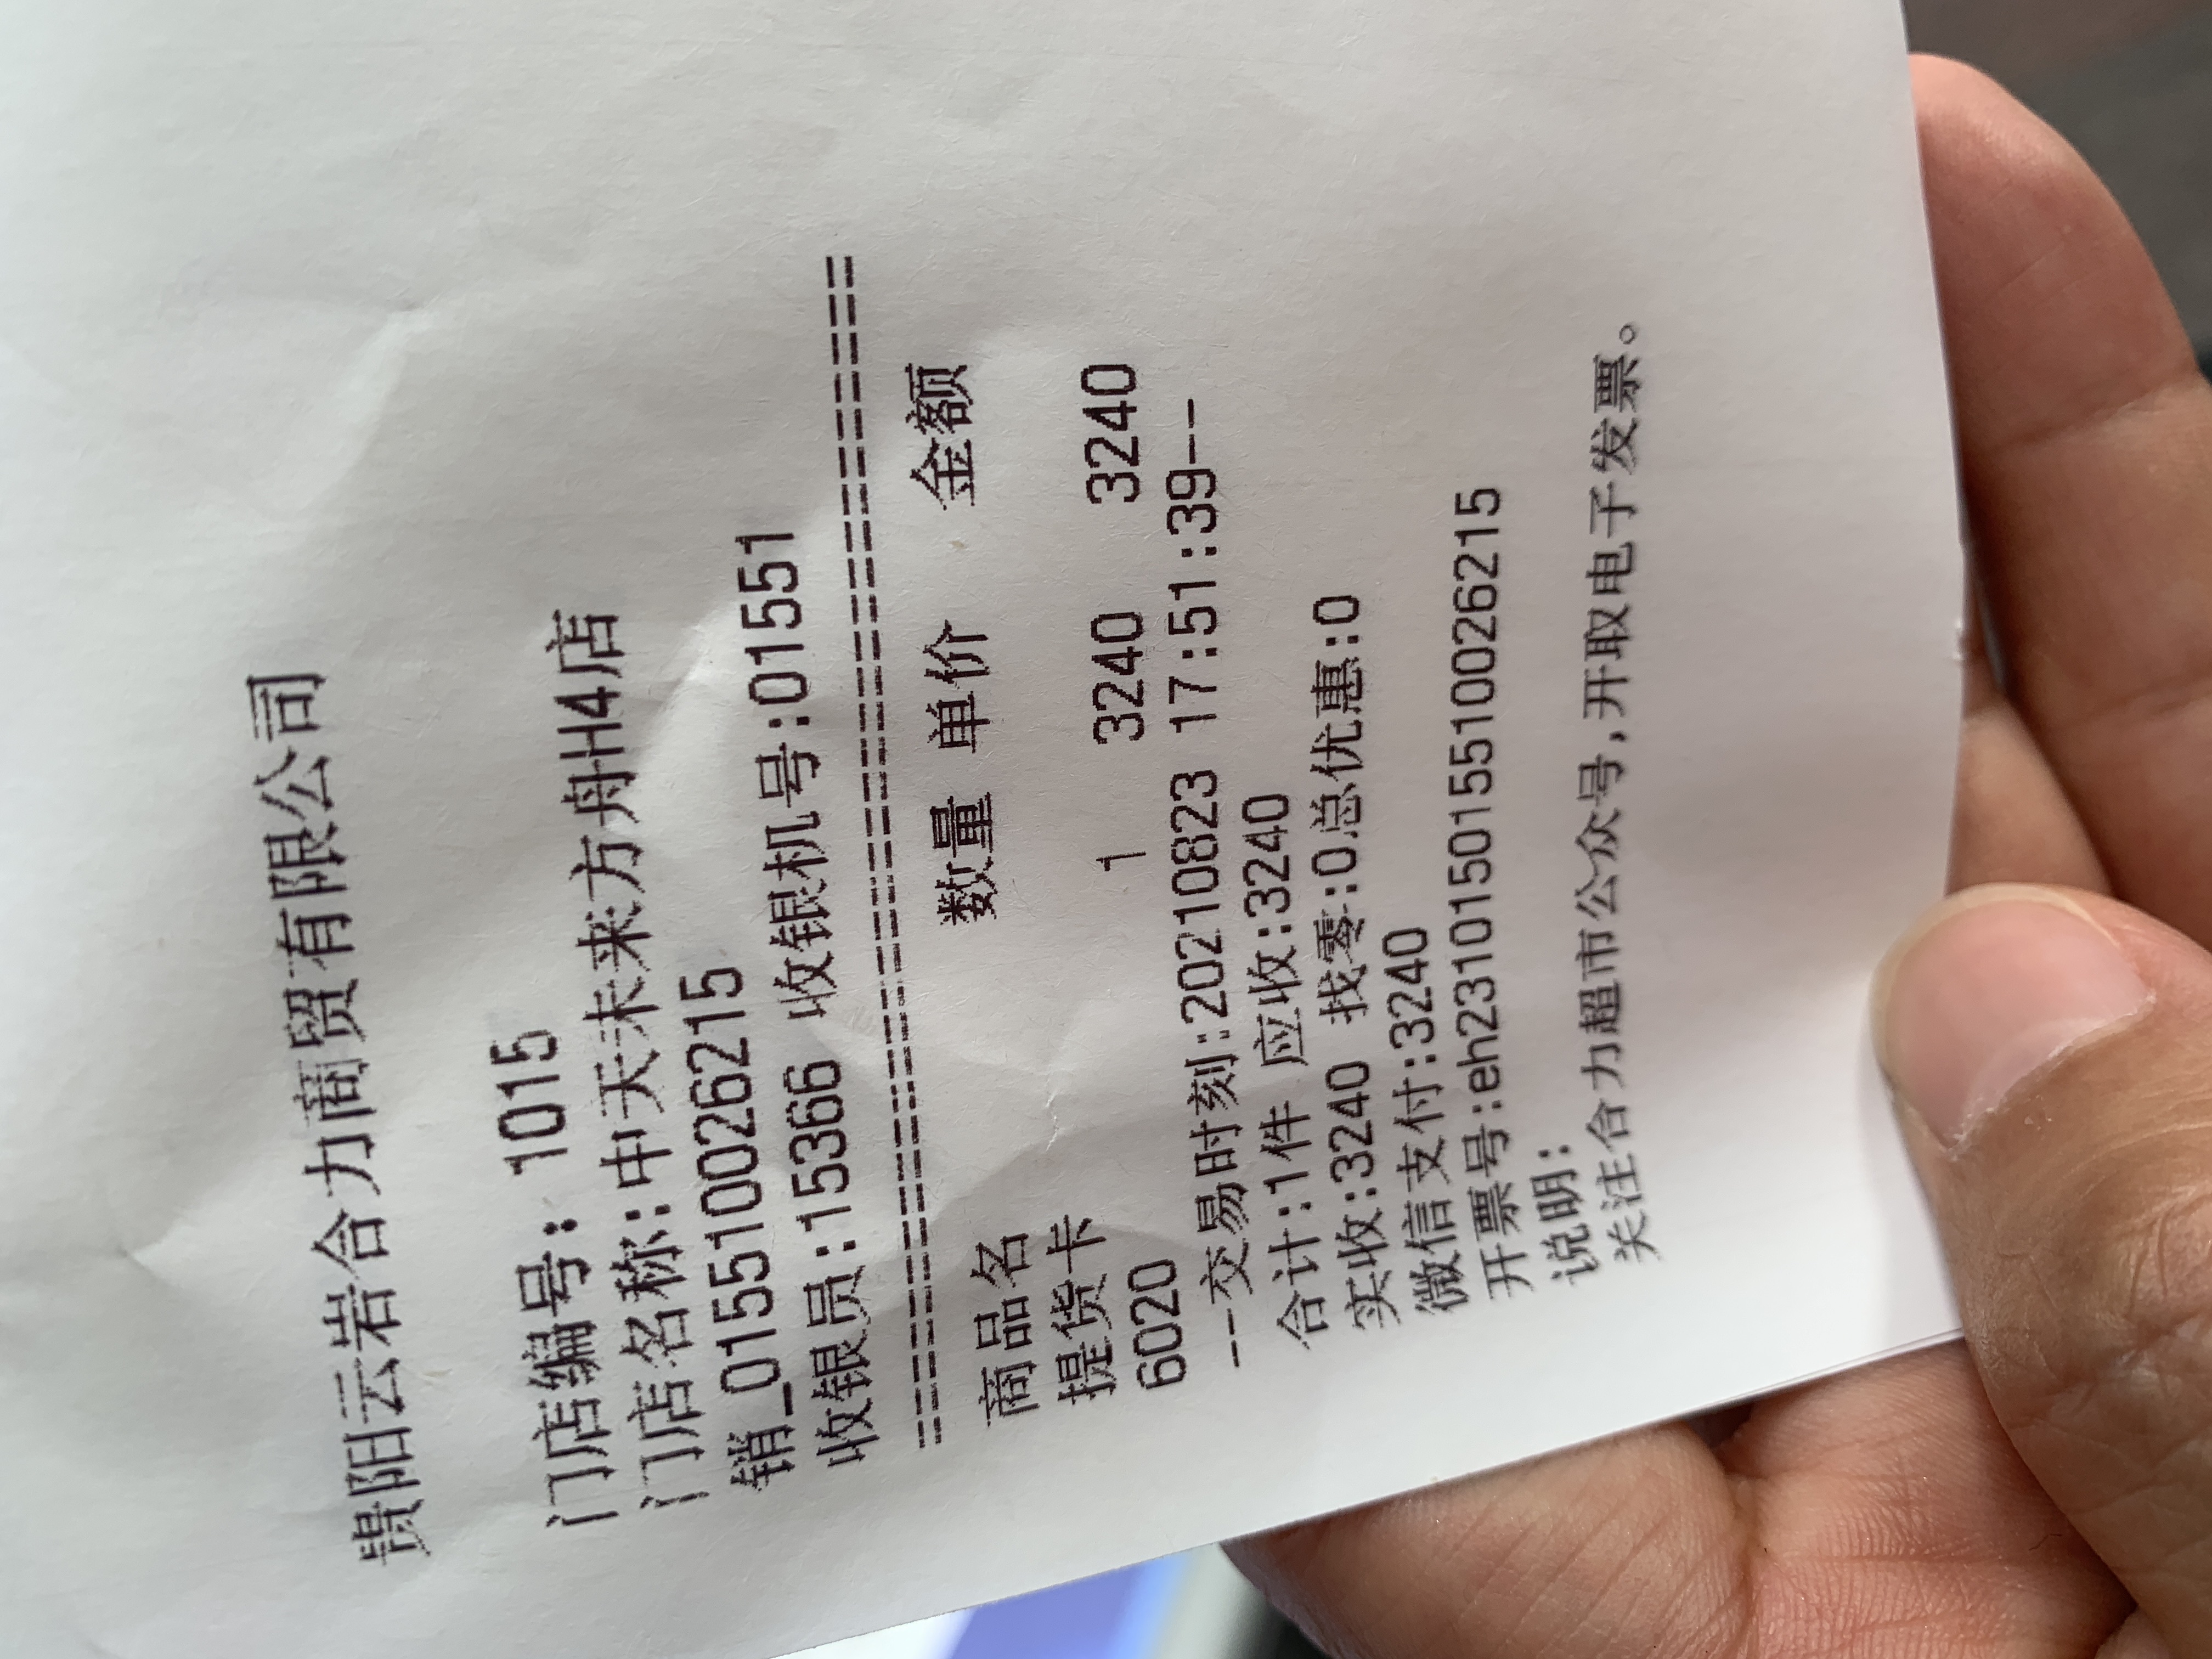 贵阳云岩合力商贸有限公司
门店编号: 1015
门店名称:中天未来方舟H4店
销_015510026215
收银员:15366 收银机号:01551
商品名 数量 单价 金额
提货卡
6020 1 3240 3240
--交易时刻:20210823 17:51:39--
合计:1件 应收:3240
实收:3240 找零:0总优惠:0
微信支付:3240
开票号:eh231015015510026215
说明:
关注合力超市公众号,开取电子发票。